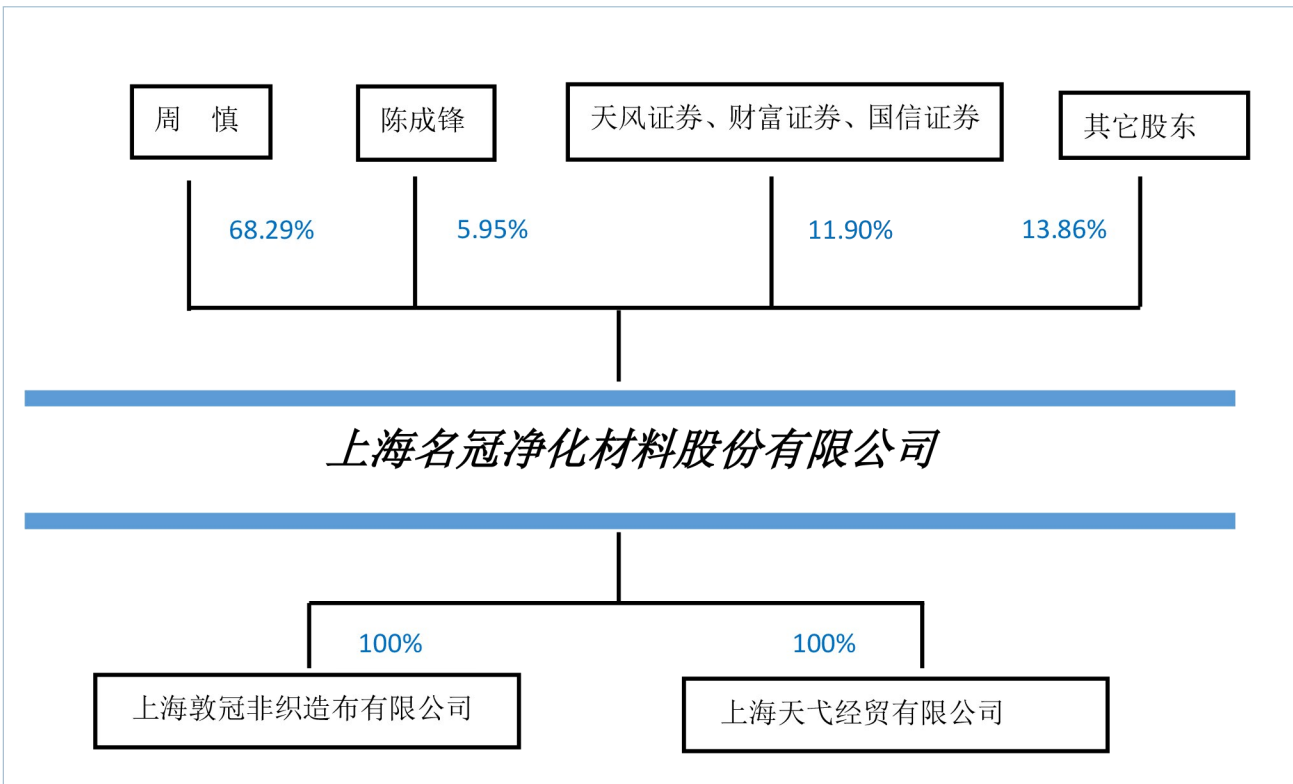 周　慎
陈成锋
天风证券、财富证券、国信证券
其它股东
68.29%
5.95%
11.90%
13.86%
上海名冠净化材料股份有限公司
100%
100%
上海敦冠非织造布有限公司
上海天弋经贸有限公司